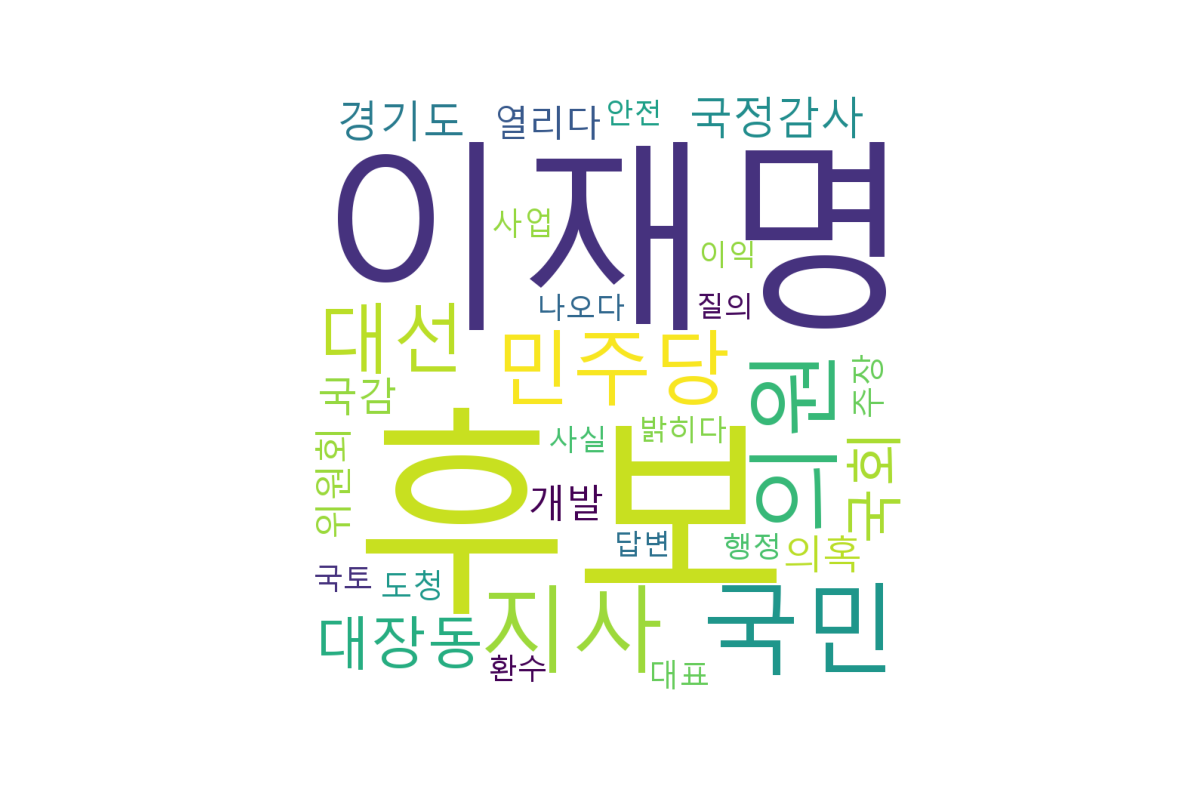 경기도
열리다
안전
국정감사
이재명
사업
이익
나오다
질의
대선
민주당
의원
주장
국감
후보
사실
밝히다
위원회
국회
개발
답변
행정
의혹
국토
도청
지사
국민
대장동
환수
대표